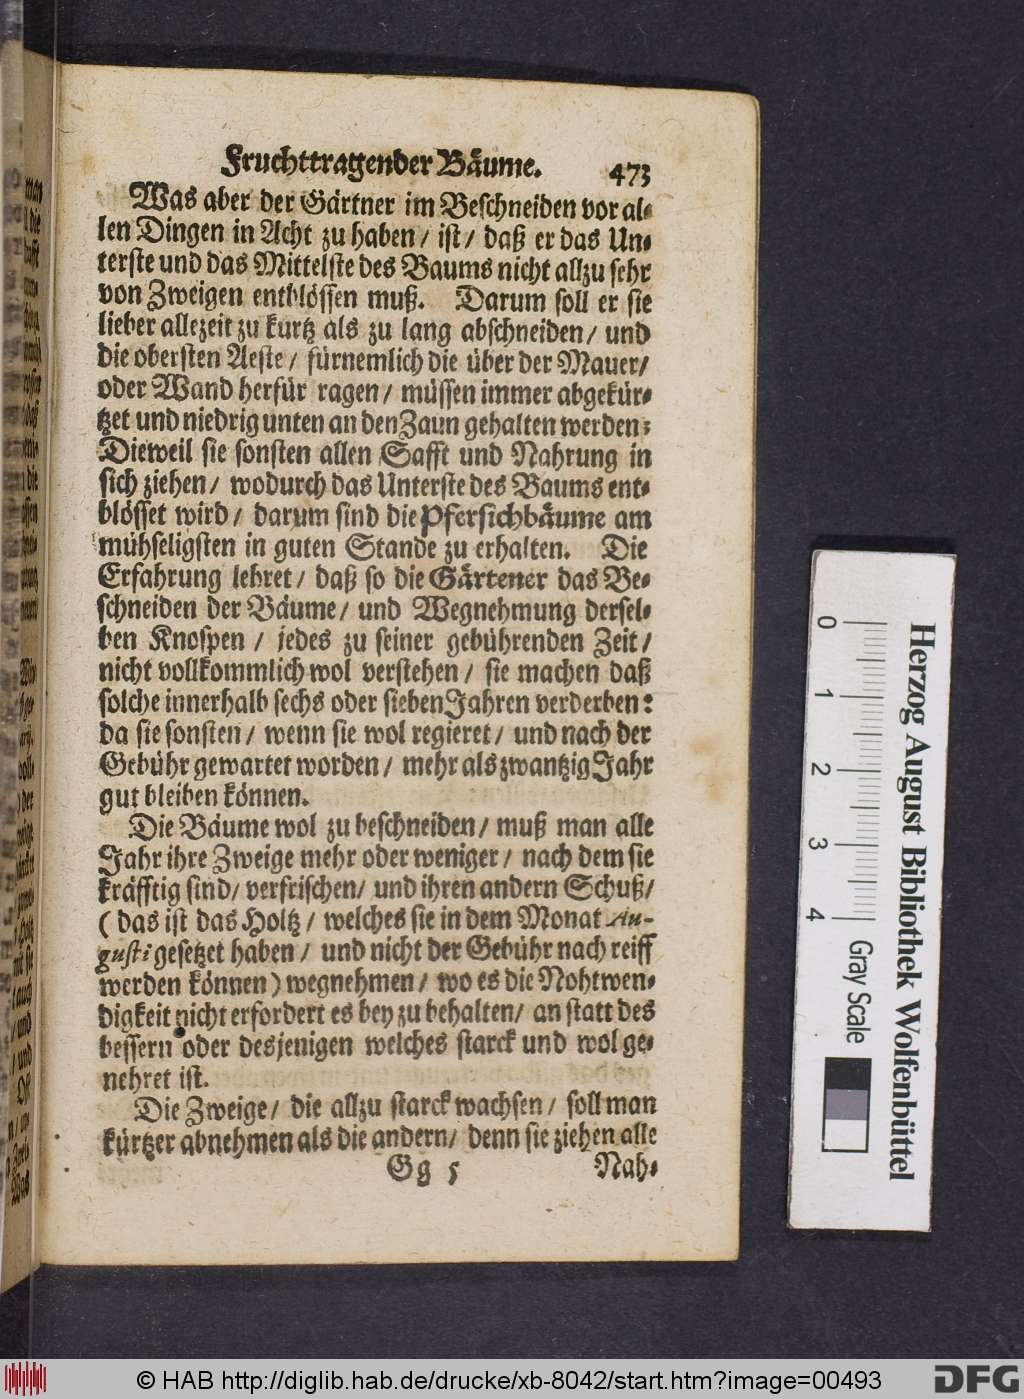 Fruchttragender Bäume. 473
Was aber der Gärtner im Beschneiden vor al-
len Dingen in Acht zu haben / ist / daß er das Un-
terste und das Mittelste des Baums nicht allzu sehr
von Zweigen entblössen muß. Darum soll er sie
lieber allezeit zu kurtz als zu lang abschneiden / und
die obersten Aeste / fürnemlich die über der Mauer /
oder Wand herfür ragen / müssen immer abgekür-
tzet und niedrig unten an den Zaun gehalten werden;
Dieweil sie sonsten allen Safft und Nahrung in
sich ziehen / wodurch das Unterste des Baums ent-
blösset wird / darum sind die Pfersichbäume am
mühseligsten in guten Stande zu erhalten. Die
Erfahrung lehret / daß so die Gärtener das Be-
schneiden der Bäume / und Wegnehmung dersel-
ben Knospen / jedes zu seiner gebührenden Zeit /
nicht vollkommlich wol verstehen / sie machen daß
solche innerhalb sechs oder sieben Jahren verderben:
da sie sonsten / wenn sie wol regieret / und nach der
Gebühr gewartet worden / mehr als zwantzig Jahr
gut bleiben können.
Die Bäume wol zu beschneiden / muß man alle
Jahr ihre Zweige mehr oder weniger / nach dem sie
kräfftig sind / verfrischen / und ihren andern Schuß /
( das ist das Holtz / welches sie in dem Monat Au-
gusti gesetzet haben / und nicht der Gebühr nach reiff
werden können ) wegnehmen / wo es die Nohtwen-
digkeit nicht erfordert es bey zu behalten / an statt des
bessern oder desjenigen welches starck und wol ge-
nehret ist.
Die Zweige / die allzu starck wachsen / soll man
kürtzer abnehmen als die andern / denn sie ziehen alle
Gg 5 Nah-
0 1 2 3 4
Gray Scale
Herzog August Bibliothek Wolfenbüttel
© HAB http://diglib.hab.de/drucke/xb-8042/start.htm?image=00493
DFG